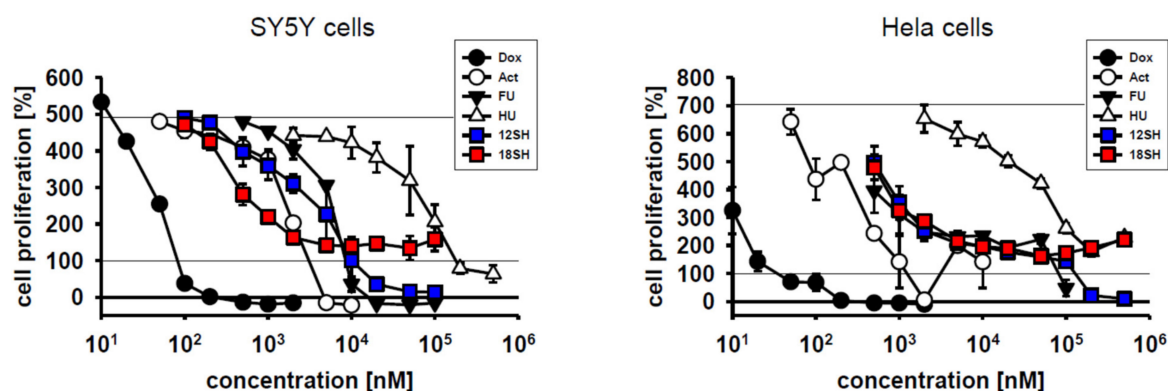 SY5Y cells
Dox
Act
FU
HU
12SH
18SH
cell proliferation [%]
600
500
400
300
200
100
0
10¹ 10² 10³ 10⁴ 10⁵ 10⁶
concentration [nM]
Hela cells
Dox
Act
FU
HU
12SH
18SH
cell proliferation [%]
800
700
600
500
400
300
200
100
0
10¹ 10² 10³ 10⁴ 10⁵ 10⁶
concentration [nM]